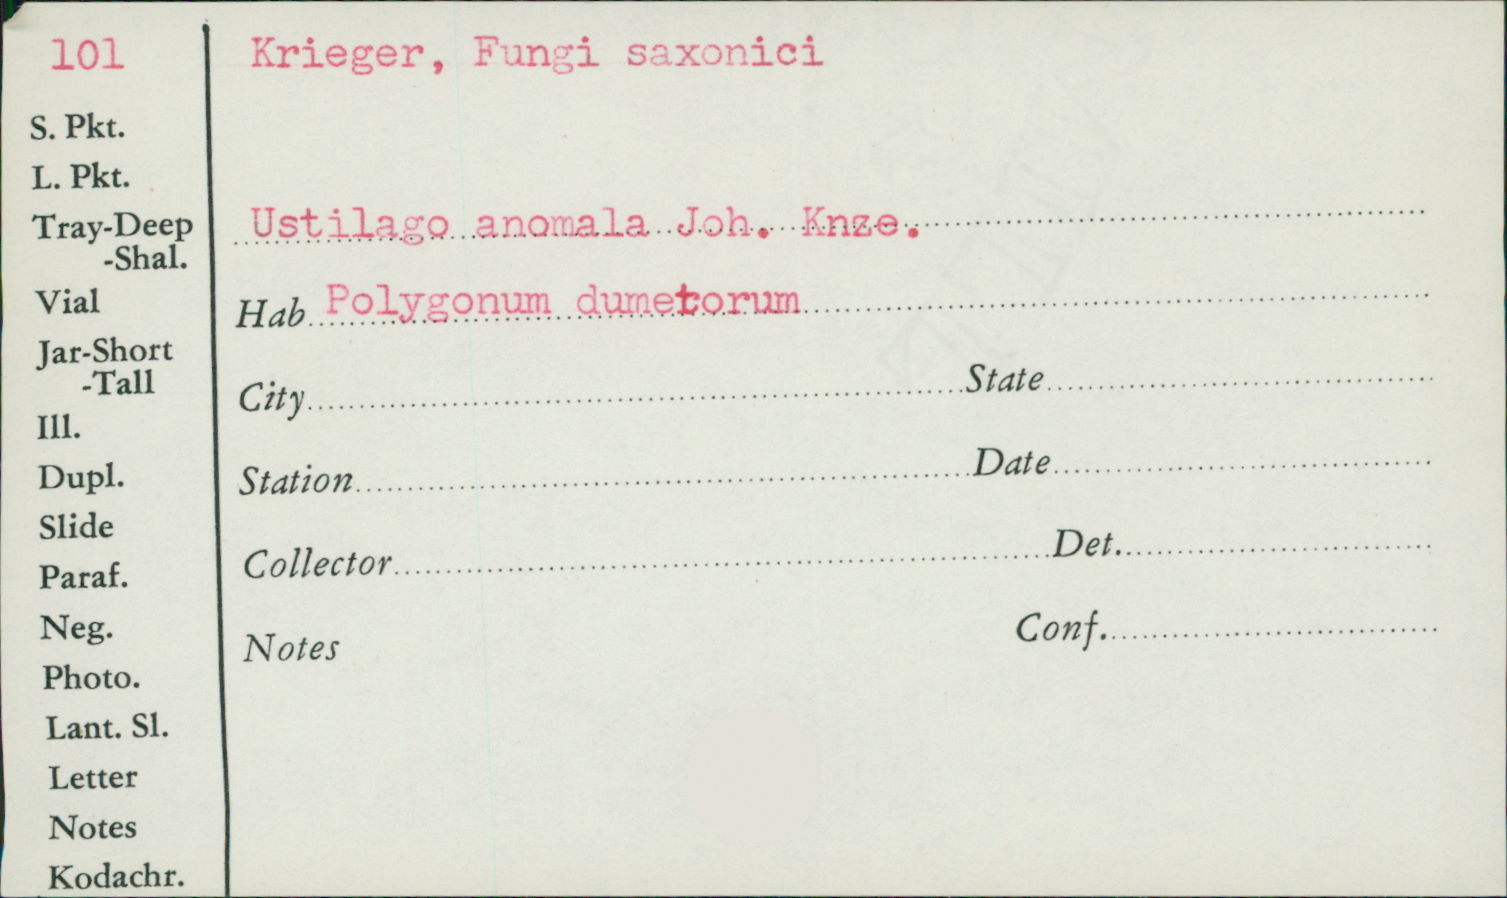 101
Krieger, Fungi saxonici
S. Pkt.
L. Pkt.
Tray-Deep
-Shal.
Vial
Jar-Short
-Tall
Ill.
Dupl.
Slide
Paraf.
Neg.
Photo.
Lant. Sl.
Letter
Notes
Kodachr.
Ustilago anomala Joh. Knze.
Hab Polygonum dumetorum
City State
Station Date
Collector Det.
Notes Conf.